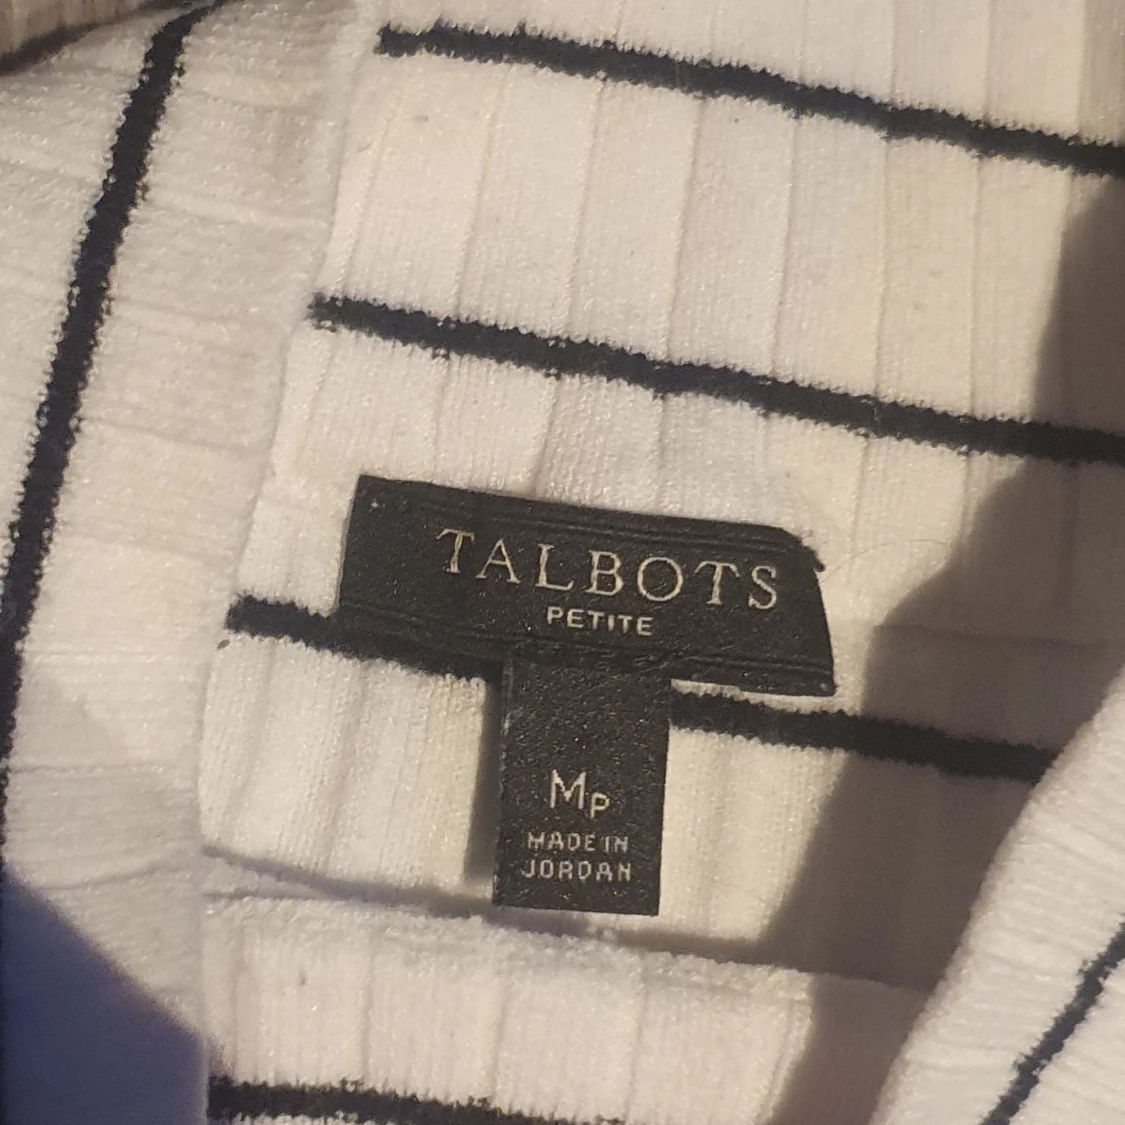 TALBOTS
PETITE
MP
MADE IN
JORDAN